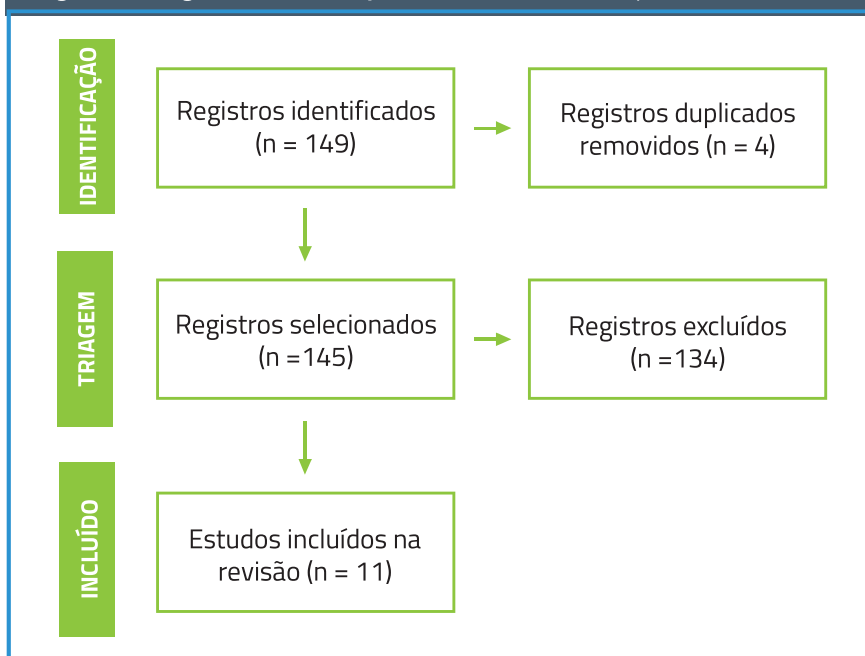 IDENTIFICAÇÃO
Registros identificados
(n = 149)
Registros duplicados
removidos (n = 4)
TRIAGEM
Registros selecionados
(n =145)
Registros excluídos
(n =134)
INCLUÍDO
Estudos incluídos na
revisão (n = 11)